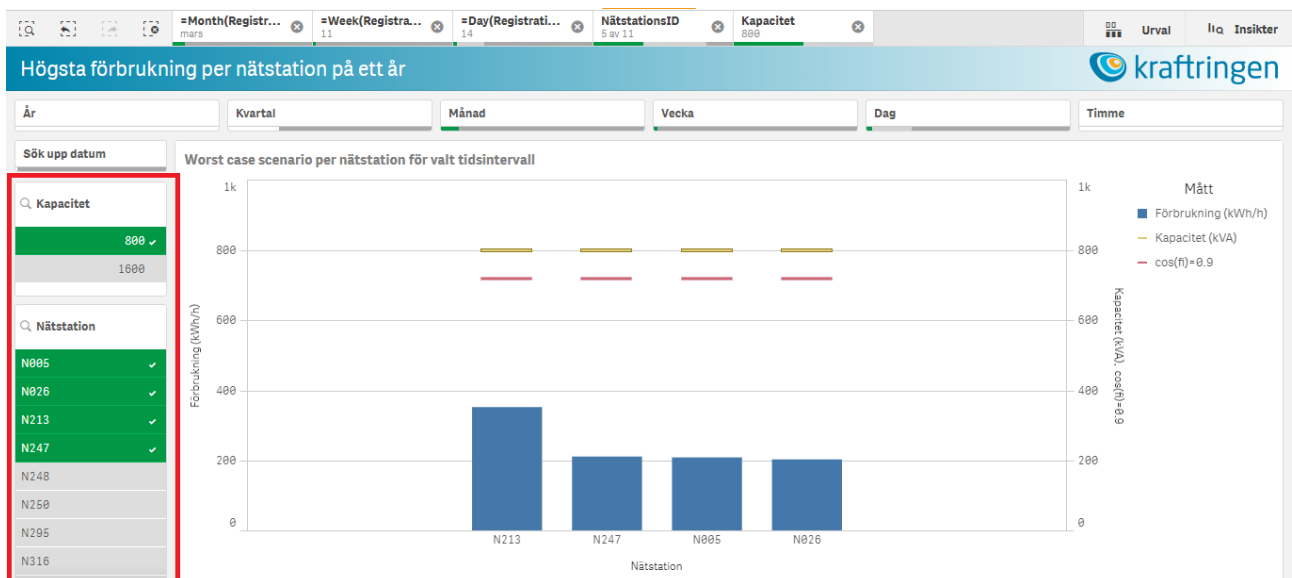 =Month(Registr...
mars
=Week(Registra...
11
=Day(Registrati...
14
NätstationsID
5 av 11
Kapacitet
800
Urval
Insikter
Högsta förbrukning per nätstation på ett år
kraftringen
År
Kvartal
Månad
Vecka
Dag
Timme
Sök upp datum
Kapacitet
800
1600
Nätstation
N005
N026
N213
N247
N248
N250
N295
N316
Worst case scenario per nätstation för valt tidsintervall
1k
800
600
400
200
0
Förbrukning (kWh/h)
N213
N247
N005
N026
Nätstation
1k
800
600
400
200
0
Kapacitet (kVA), cos(fi)=0.9
Mått
Förbrukning (kWh/h)
Kapacitet (kVA)
cos(fi)=0.9